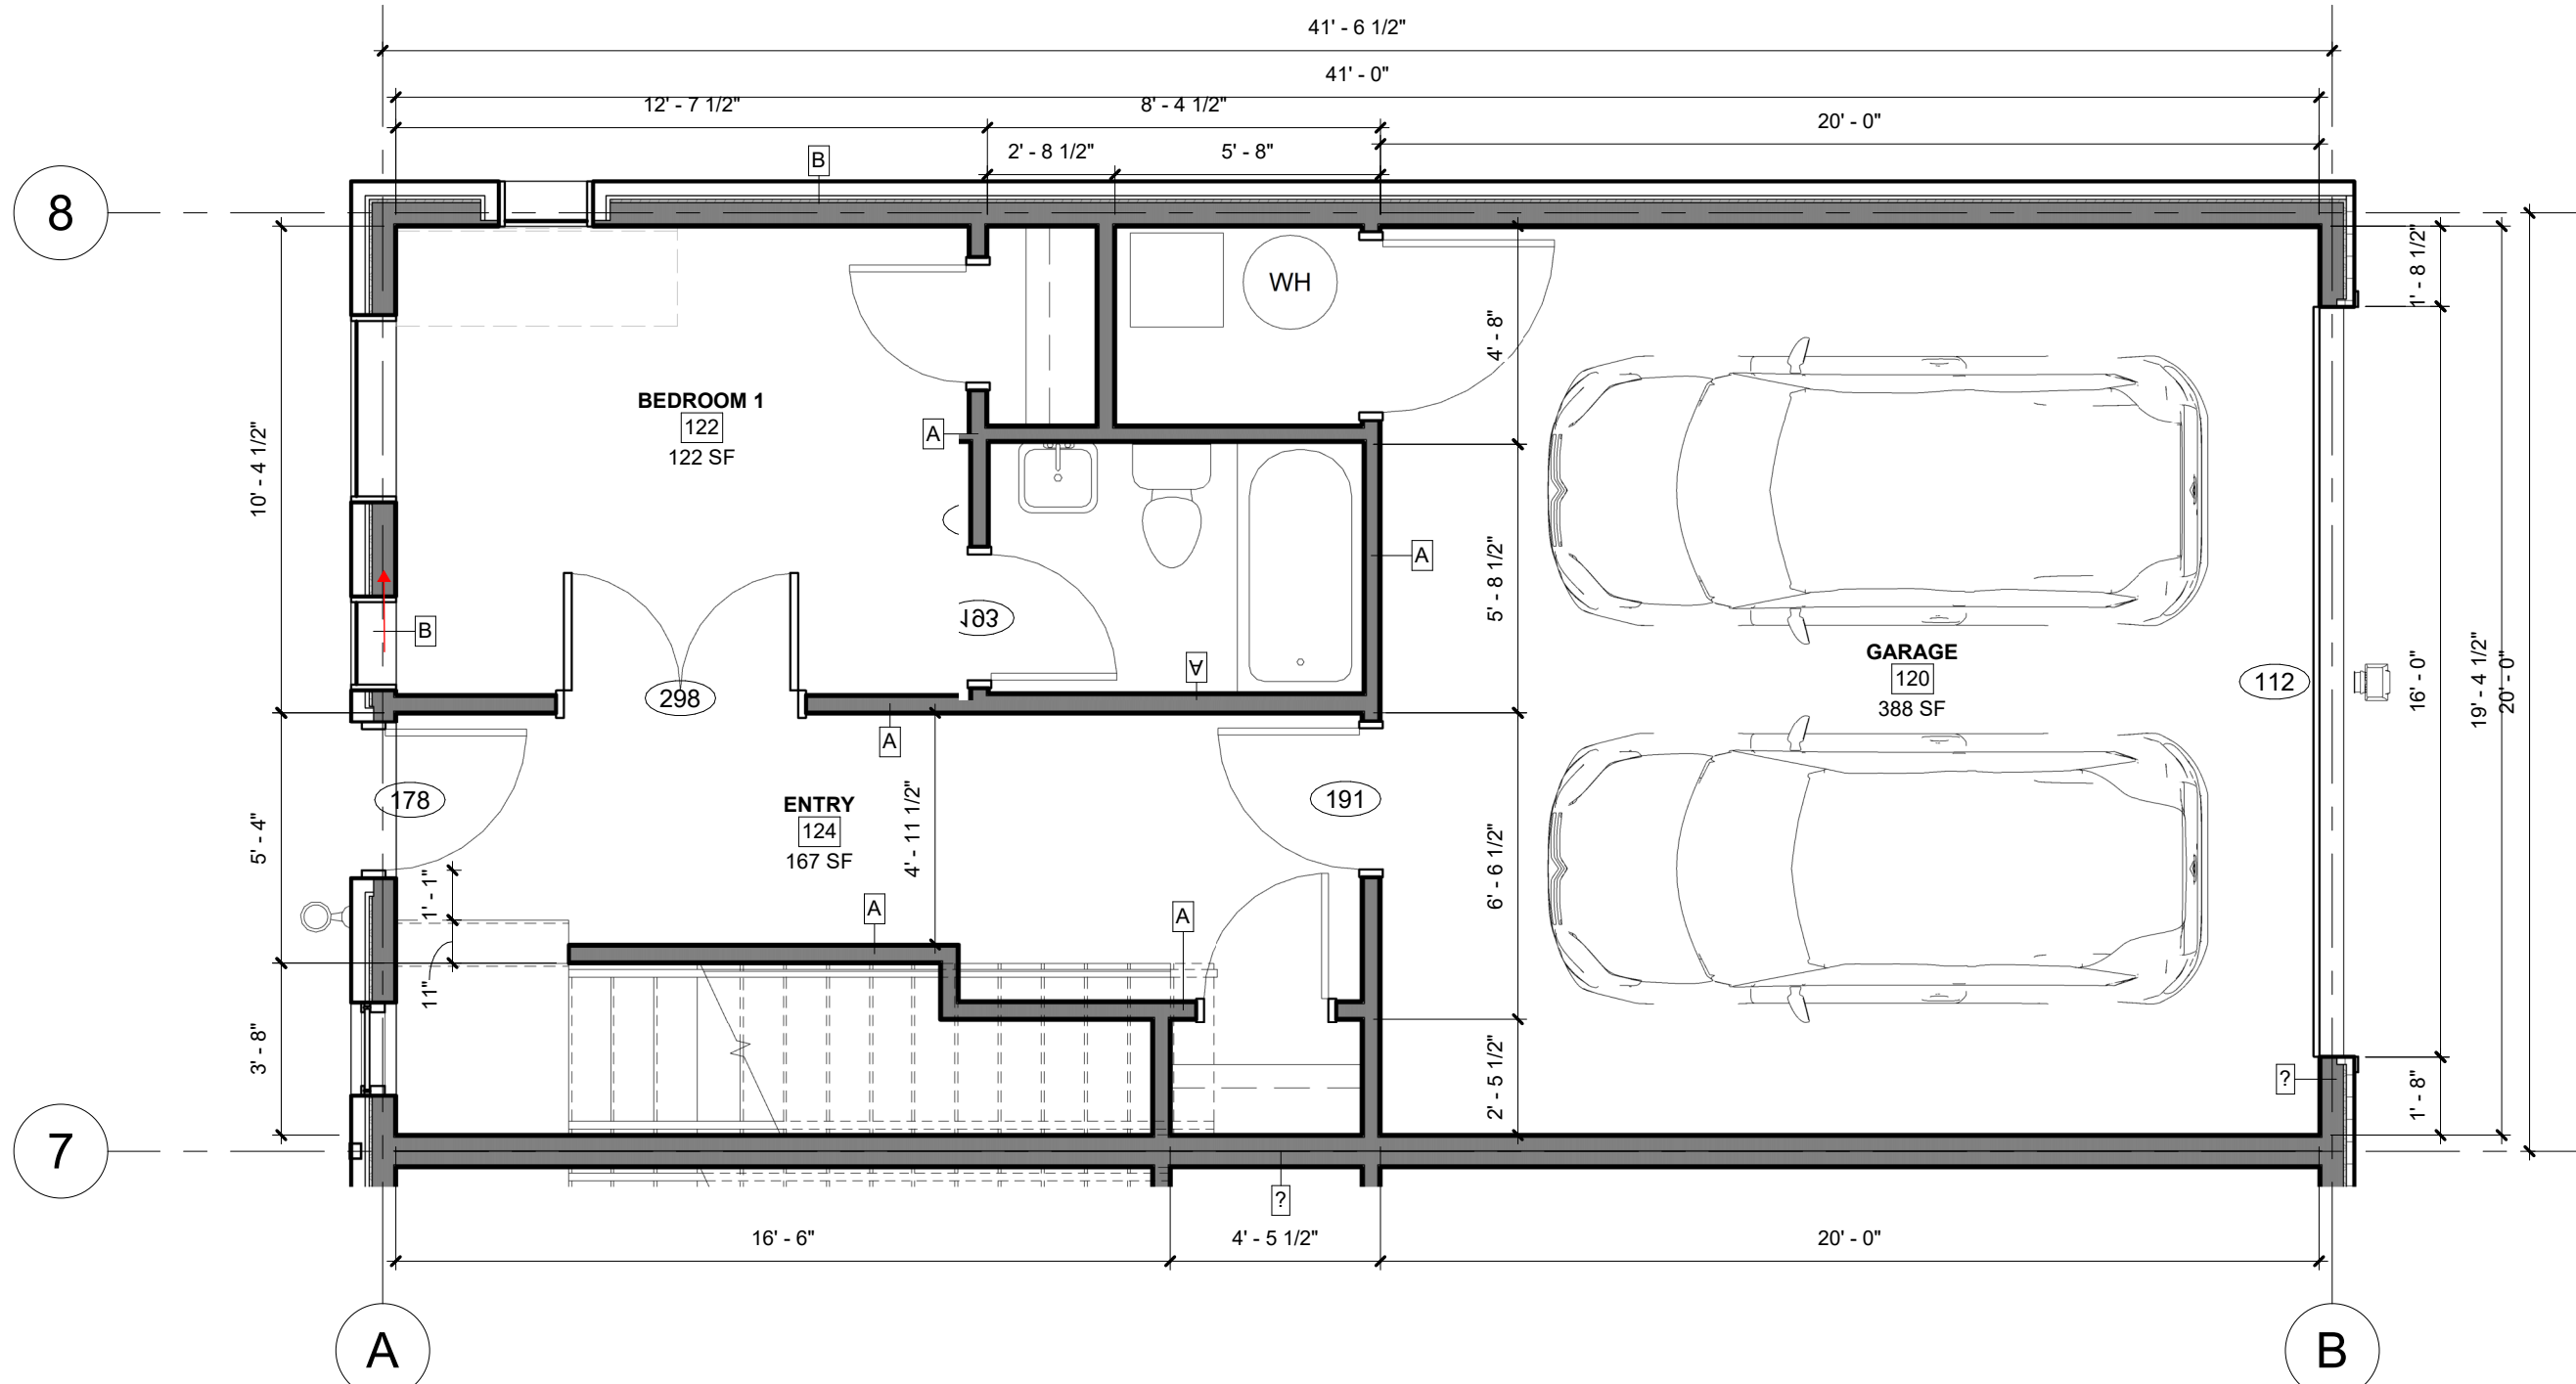 41' - 6 1/2"
41' - 0"
12' - 7 1/2"
8' - 4 1/2"
20' - 0"
2' - 8 1/2"
5' - 8"
B
8
WH
1' - 8 1/2"
4' - 8"
BEDROOM 1
122
122 SF
A
10' - 4 1/2"
A
5' - 8 1/2"
B
193
A
GARAGE
120
388 SF
112
16' - 0"
19' - 4 1/2"
20' - 0"
298
A
178
ENTRY
124
167 SF
4' - 11 1/2"
191
5' - 4"
1' - 1"
A
A
6' - 6 1/2"
11"
3' - 8"
2' - 5 1/2"
?
1' - 8"
7
?
16' - 6"
4' - 5 1/2"
20' - 0"
A
B